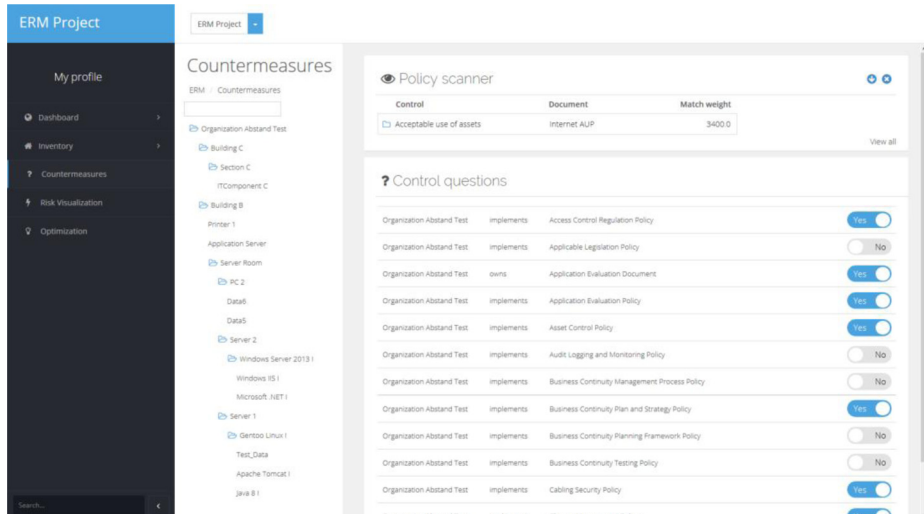 ERM Project
ERM Project
My profile
Dashboard
Inventory
? Countermeasures
Risk Visualization
Optimization
Search...
Countermeasures
ERM / Countermeasures
Organization Abstand Test
Building C
Section C
ITComponent C
Building B
Printer 1
Application Server
Server Room
PC 2
Data6
Data5
Server 2
Windows Server 2013 I
Windows IIS I
Microsoft .NET I
Server 1
Gentoo Linux I
Test_Data
Apache Tomcat I
Java 8 I
Policy scanner
Control Document Match weight
Acceptable use of assets Internet AUP 3400.0
View all
? Control questions
Organization Abstand Test implements Access Control Regulation Policy Yes
Organization Abstand Test implements Applicable Legislation Policy No
Organization Abstand Test owns Application Evaluation Document Yes
Organization Abstand Test implements Application Evaluation Policy Yes
Organization Abstand Test implements Asset Control Policy Yes
Organization Abstand Test implements Audit Logging and Monitoring Policy No
Organization Abstand Test implements Business Continuity Management Process Policy No
Organization Abstand Test implements Business Continuity Plan and Strategy Policy Yes
Organization Abstand Test implements Business Continuity Planning Framework Policy No
Organization Abstand Test implements Business Continuity Testing Policy No
Organization Abstand Test implements Cabling Security Policy Yes